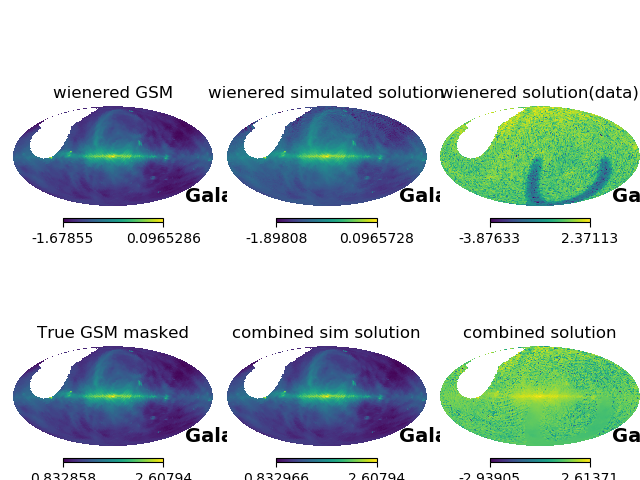 wienered GSM
wienered simulated solution
wienered solution(data)
Gala
Gala
Ga
-1.67855 0.0965286
-1.89808 0.0965728
-3.87633 2.37113
True GSM masked
combined sim solution
combined solution
Gala
Gala
Ga
0.832858 2.60794
0.832966 2.60794
-2.93905 2.61371